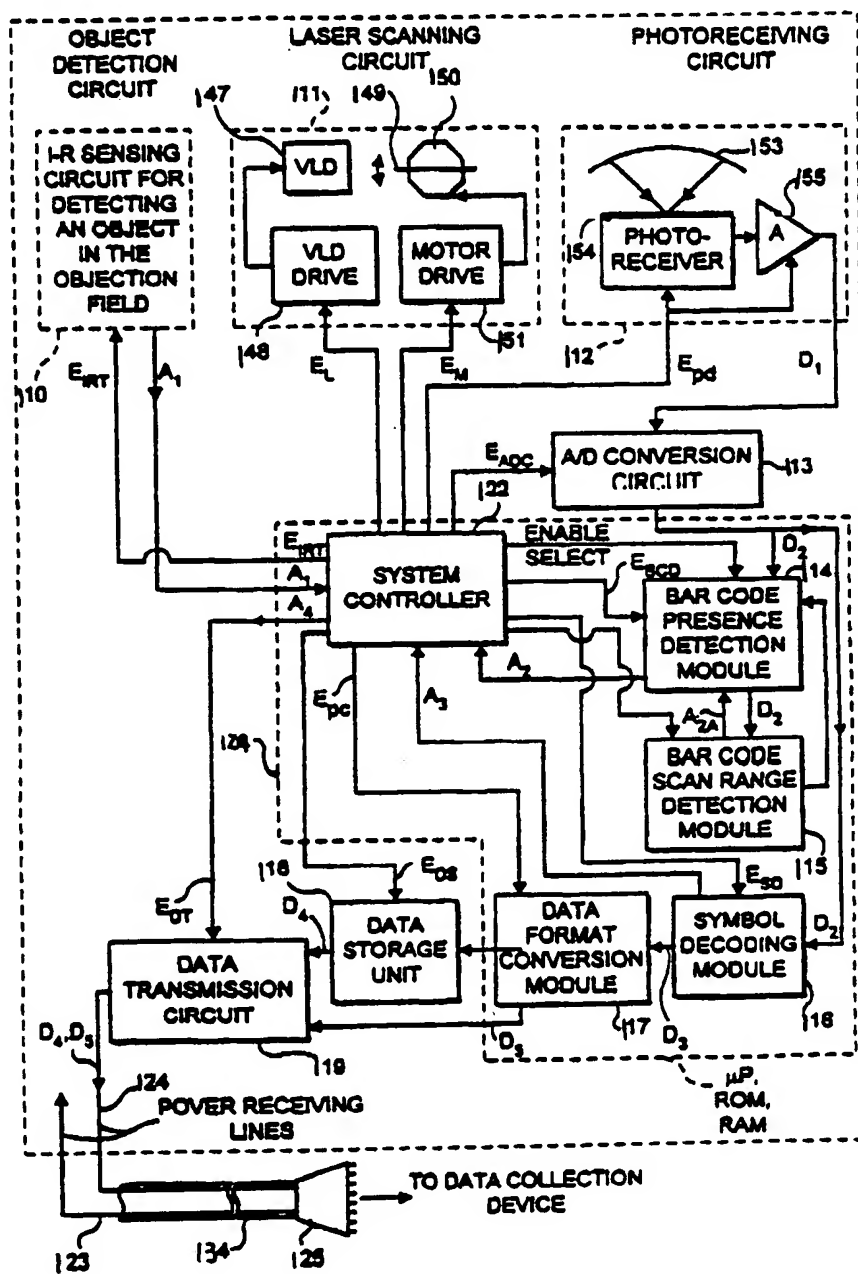 OBJECT
DETECTION
CIRCUIT
LASER SCANNING
CIRCUIT
PHOTORECEIVING
CIRCUIT
147
111
149
150
153
155
I-R SENSING
CIRCUIT FOR
DETECTING
AN OBJECT
IN THE
OBJECTION
FIELD
VLD
VLD DRIVE
MOTOR
DRIVE
154
PHOTO-
RECEIVER
A
148
151
112
110
E_IRT
A_1
E_L
E_M
E_pd
D_1
E_ADC
A/D CONVERSION
CIRCUIT
113
122
E_IRT
A_1
A_4
SYSTEM
CONTROLLER
ENABLE
SELECT
E_BCD
D_2
114
BAR CODE
PRESENCE
DETECTION
MODULE
A_2
E_pc
A_3
A_2A
D_2
BAR CODE
SCAN RANGE
DETECTION
MODULE
115
E_DT
118
E_DS
D_4
DATA
STORAGE
UNIT
DATA
FORMAT
CONVERSION
MODULE
E_SD
SYMBOL
DECODING
MODULE
D_2
DATA
TRANSMISSION
CIRCUIT
117
D_3
116
D_5
119
D_4, D_5
124
POVER RECEIVING
LINES
µP,
ROM,
RAM
TO DATA COLLECTION
DEVICE
123
134
125